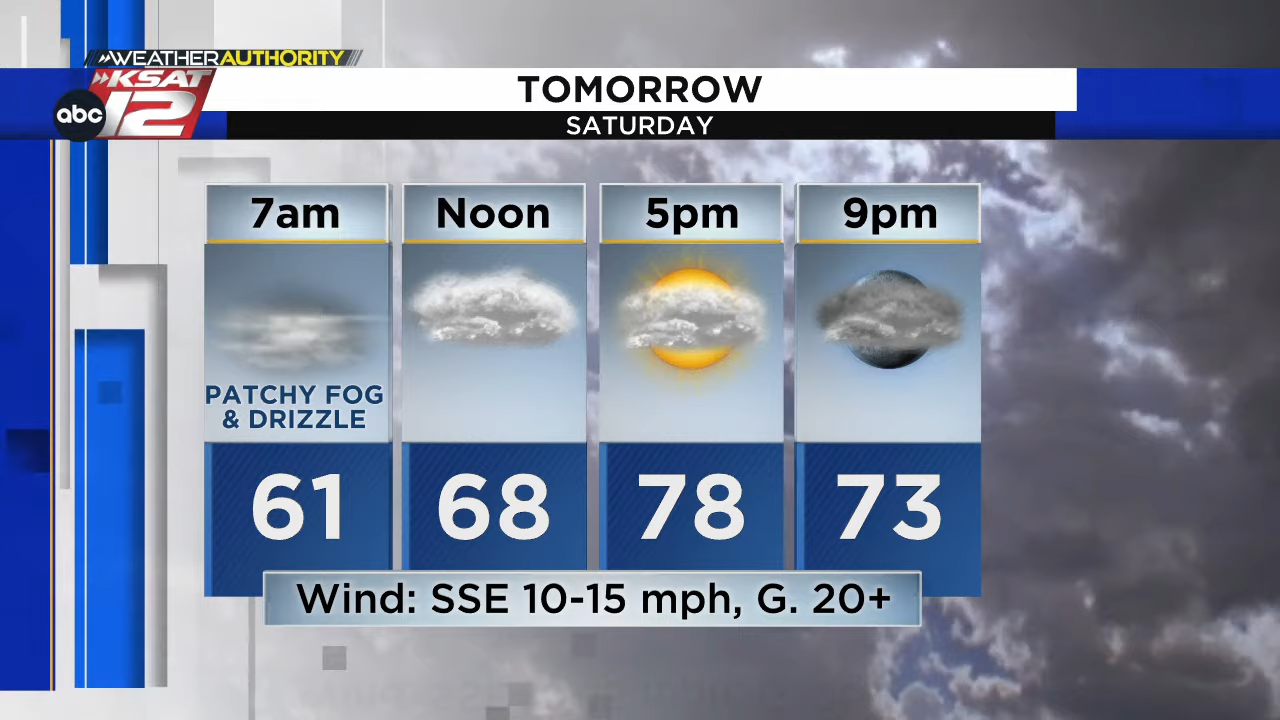 WEATHER AUTHORITY
KSAT
abc 12
TOMORROW
SATURDAY
7am Noon 5pm 9pm
PATCHY FOG
& DRIZZLE
61 68 78 73
Wind: SSE 10-15 mph, G. 20+